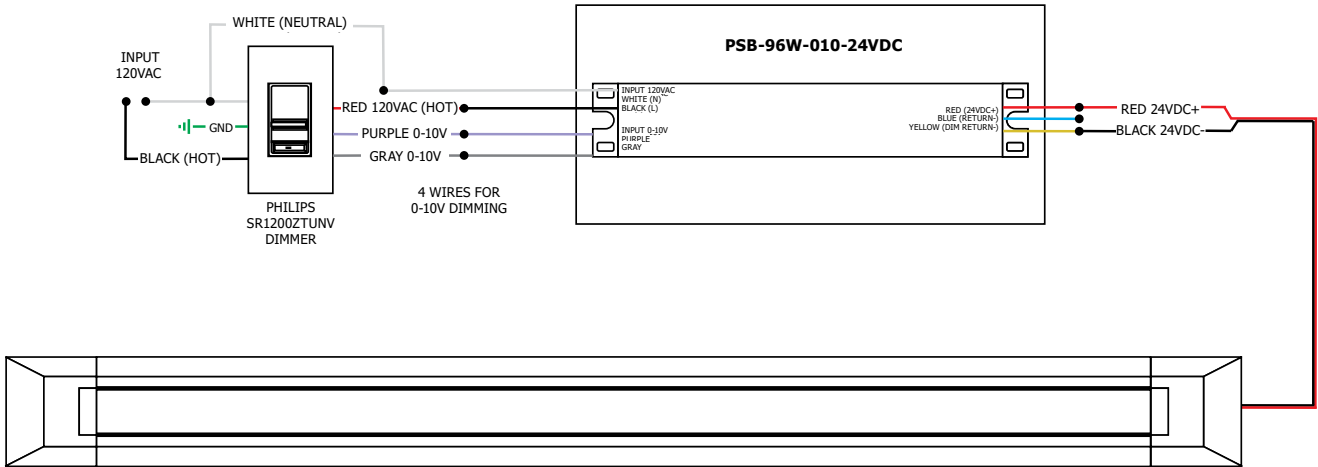 WHITE (NEUTRAL)
INPUT
120VAC
GND
BLACK (HOT)
PHILIPS
SR1200ZTUNV
DIMMER
RED 120VAC (HOT)
PURPLE 0-10V
GRAY 0-10V
4 WIRES FOR
0-10V DIMMING
PSB-96W-010-24VDC
INPUT 120VAC
WHITE (N)
BLACK (L)
INPUT 0-10V
PURPLE
GRAY
RED (24VDC+)
BLUE (RETURN-)
YELLOW (DIM RETURN-)
RED 24VDC+
BLACK 24VDC-